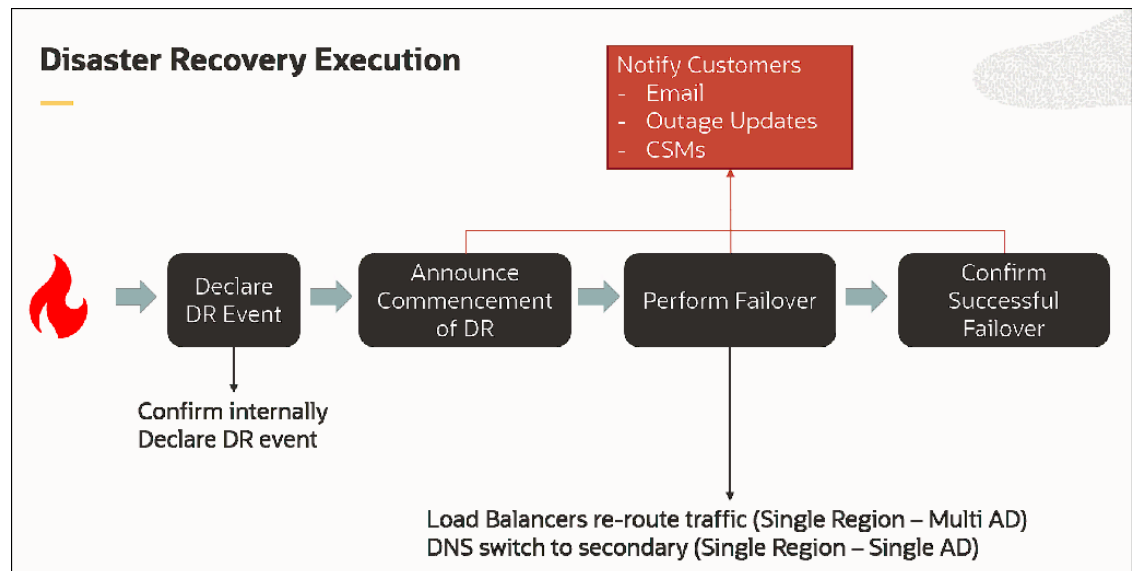 Disaster Recovery Execution
Notify Customers
- Email
- Outage Updates
- CSMs
Declare
DR Event
Announce
Commencement
of DR
Perform Failover
Confirm
Successful
Failover
Confirm internally
Declare DR event
Load Balancers re-route traffic (Single Region – Multi AD)
DNS switch to secondary (Single Region – Single AD)